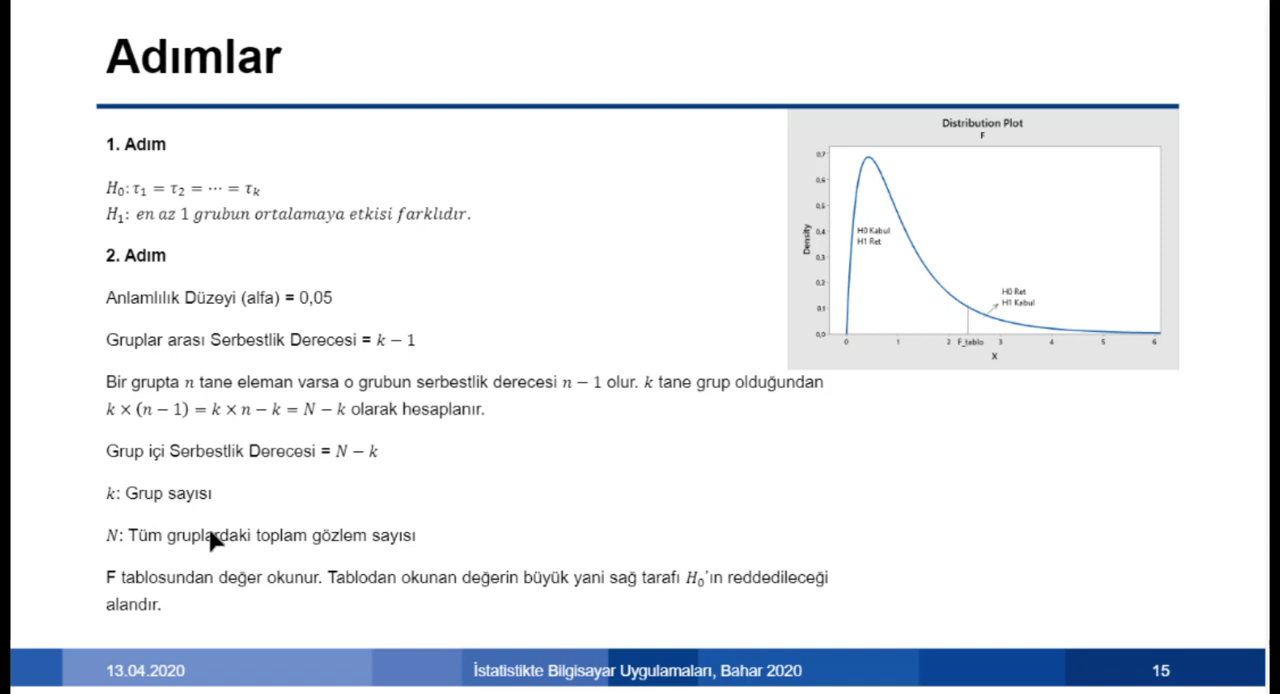 Adımlar
1. Adım
H₀: τ₁ = τ₂ = ⋯ = τₖ
H₁: en az 1 grubun ortalamaya etkisi farklıdır.
2. Adım
Anlamlılık Düzeyi (alfa) = 0,05
Gruplar arası Serbestlik Derecesi = k − 1
Bir grupta n tane eleman varsa o grubun serbestlik derecesi n − 1 olur. k tane grup olduğundan
k × (n − 1) = k × n − k = N − k olarak hesaplanır.
Grup içi Serbestlik Derecesi = N − k
k: Grup sayısı
N: Tüm gruplardaki toplam gözlem sayısı
F tablosundan değer okunur. Tablodan okunan değerin büyük yani sağ tarafı H₀'ın reddedileceği
alandır.
Distribution Plot
F
0,7
0,6
0,5
0,4
0,3
0,2
0,1
0,0
Density
H0 Kabul
H1 Ret
H0 Ret
H1 Kabul
0 1 2 F_tablo 3 4 5 6
X
13.04.2020 İstatistikte Bilgisayar Uygulamaları, Bahar 2020 15